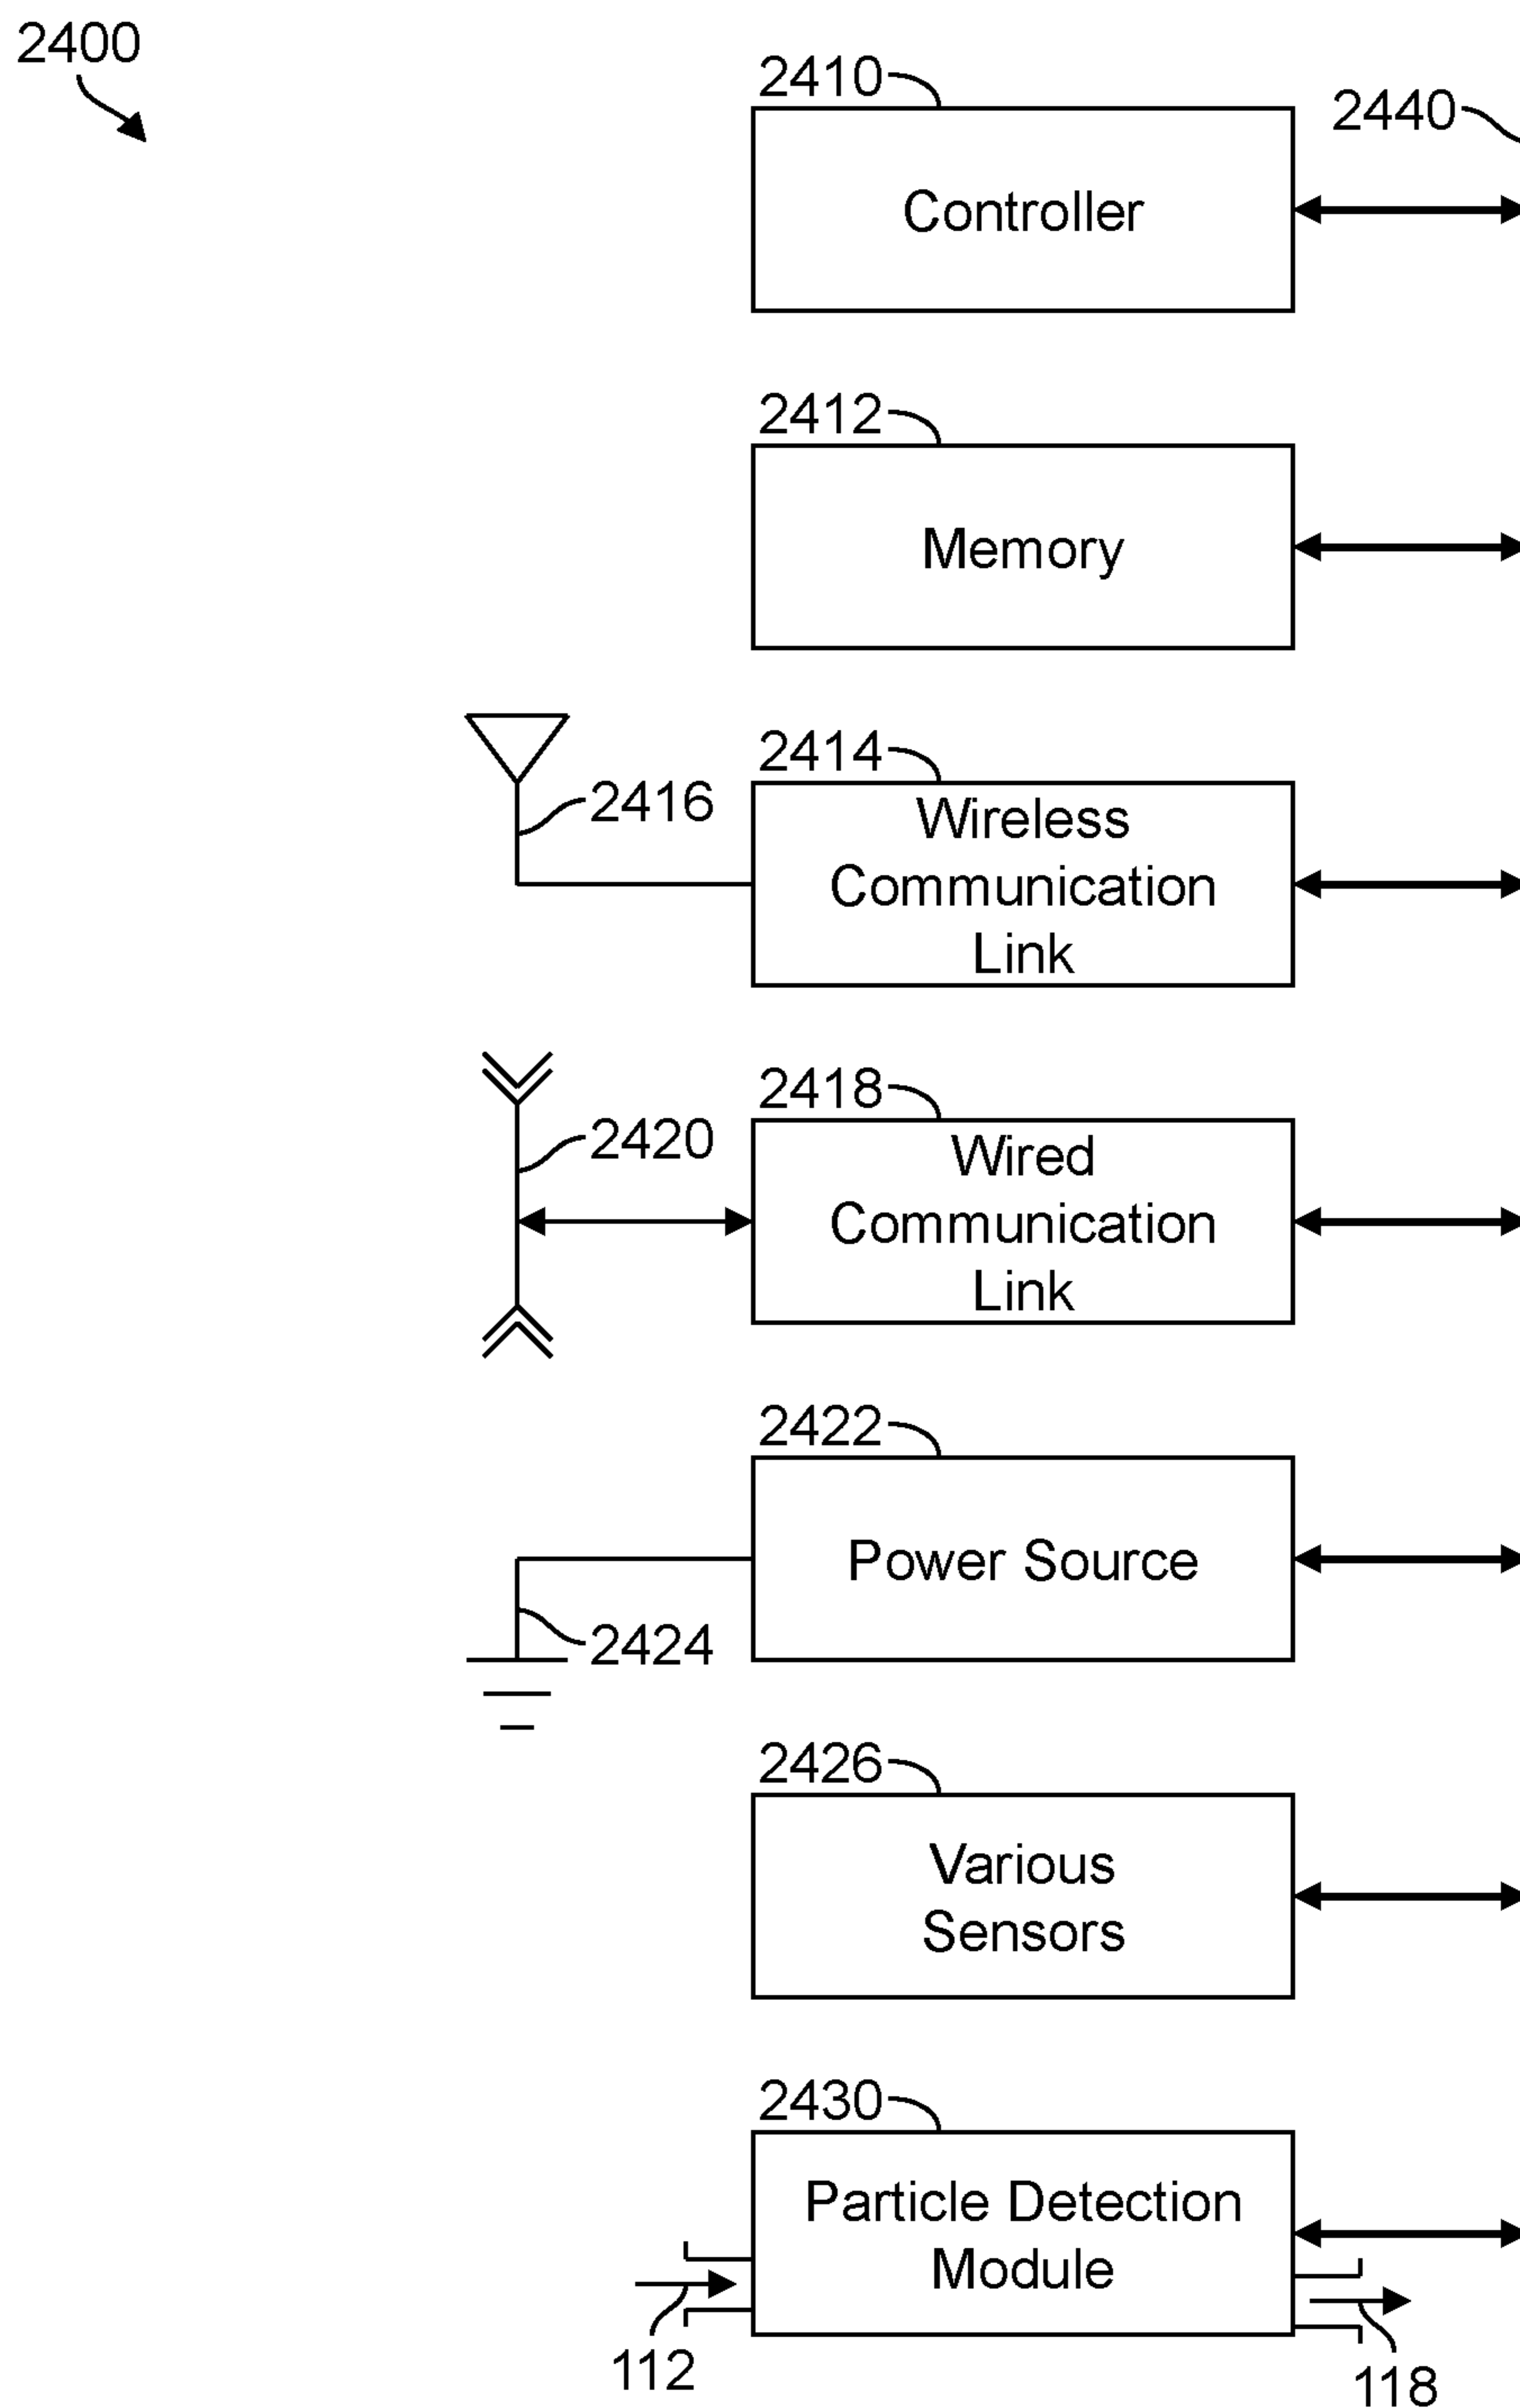 2400
2410
2440
Controller
2412
Memory
2414
2416
Wireless
Communication
Link
2418
2420
Wired
Communication
Link
2422
Power Source
2424
2426
Various
Sensors
2430
Particle Detection
Module
112
118